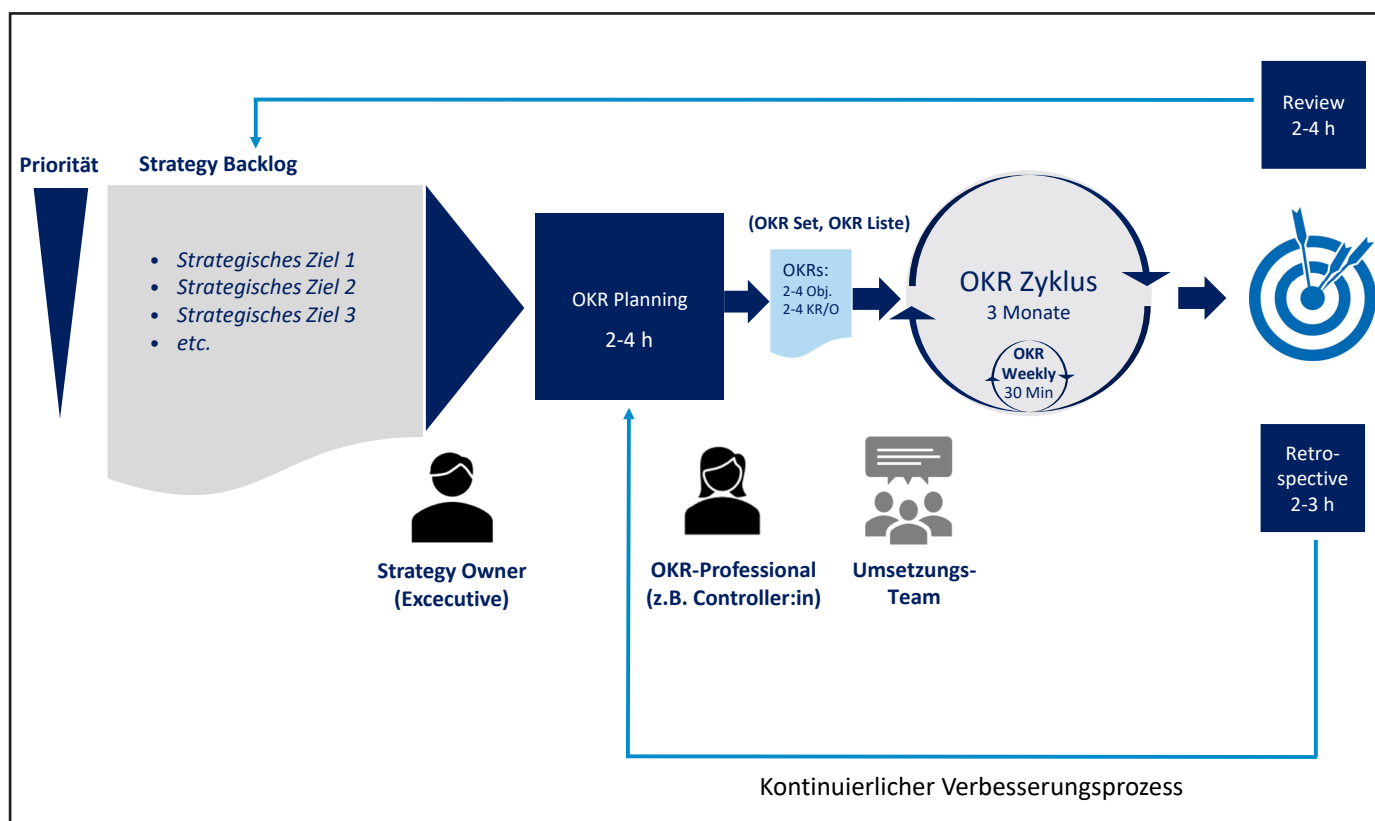 Review
2-4 h
Priorität
Strategy Backlog
• Strategisches Ziel 1
• Strategisches Ziel 2
• Strategisches Ziel 3
• etc.
OKR Planning
2-4 h
(OKR Set, OKR Liste)
OKRs:
2-4 Obj.
2-4 KR/O
OKR Zyklus
3 Monate
OKR
Weekly
30 Min
Retro-
spective
2-3 h
Strategy Owner
(Excecutive)
OKR-Professional
(z.B. Controller:in)
Umsetzungs-
Team
Kontinuierlicher Verbesserungsprozess